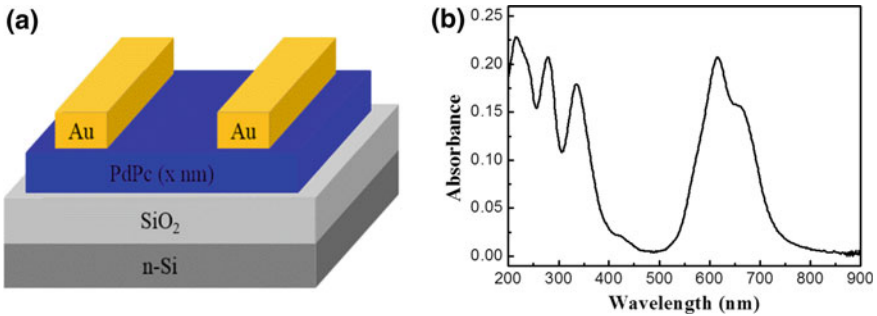 (a)
Au
Au
PdPc (x nm)
SiO₂
n-Si
(b)
0.25
0.20
0.15
0.10
0.05
0.00
Absorbance
200 300 400 500 600 700 800 900
Wavelength (nm)